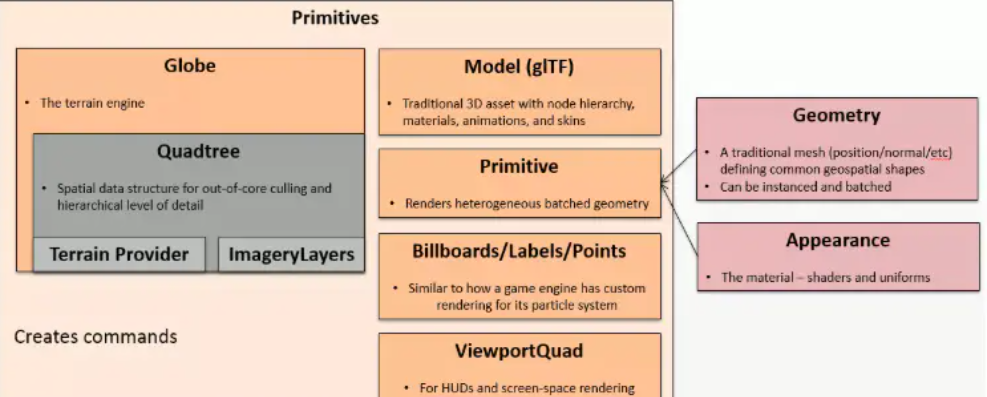 Primitives
Globe
• The terrain engine
Quadtree
• Spatial data structure for out-of-core culling and
hierarchical level of detail
Terrain Provider
ImageryLayers
Creates commands
Model (glTF)
• Traditional 3D asset with node hierarchy,
materials, animations, and skins
Primitive
• Renders heterogeneous batched geometry
Billboards/Labels/Points
• Similar to how a game engine has custom
rendering for its particle system
ViewportQuad
• For HUDs and screen-space rendering
Geometry
• A traditional mesh (position/normal/etc)
defining common geospatial shapes
• Can be instanced and batched
Appearance
• The material – shaders and uniforms